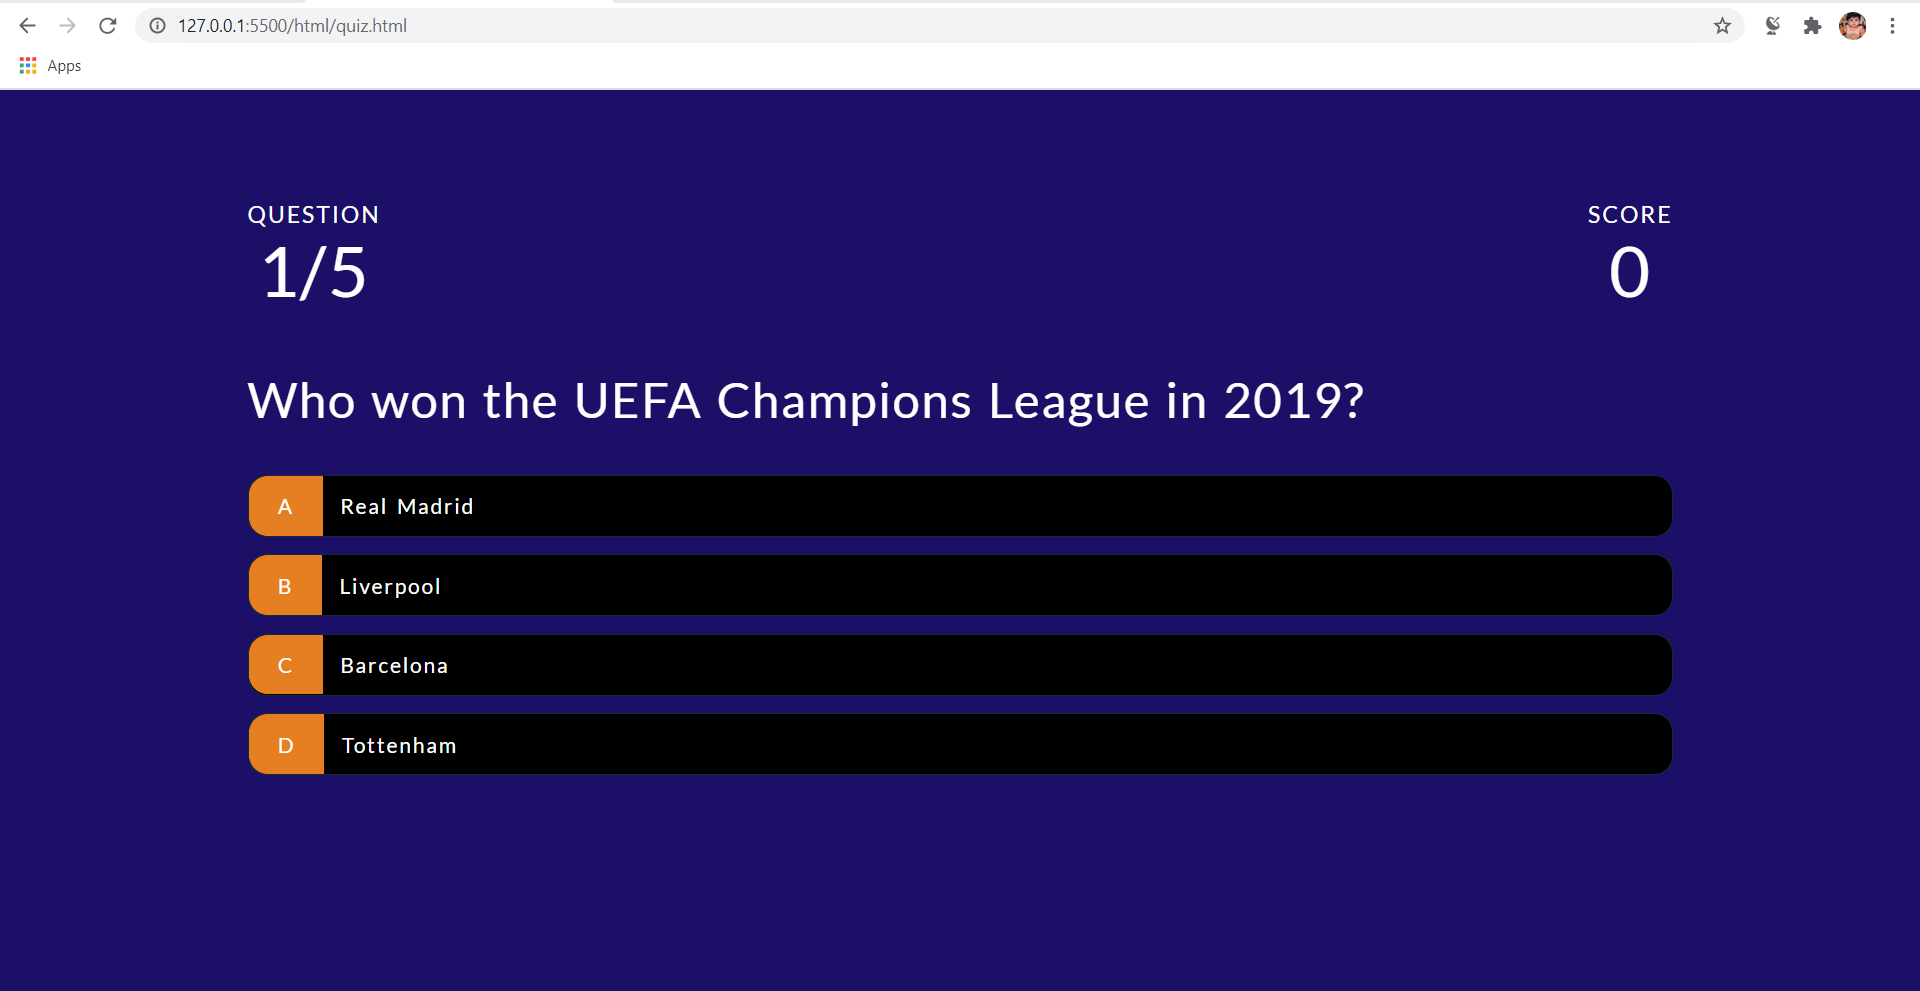 127.0.0.1:5500/html/quiz.html
Apps
QUESTION
1/5
SCORE
0
Who won the UEFA Champions League in 2019?
A Real Madrid
B Liverpool
C Barcelona
D Tottenham